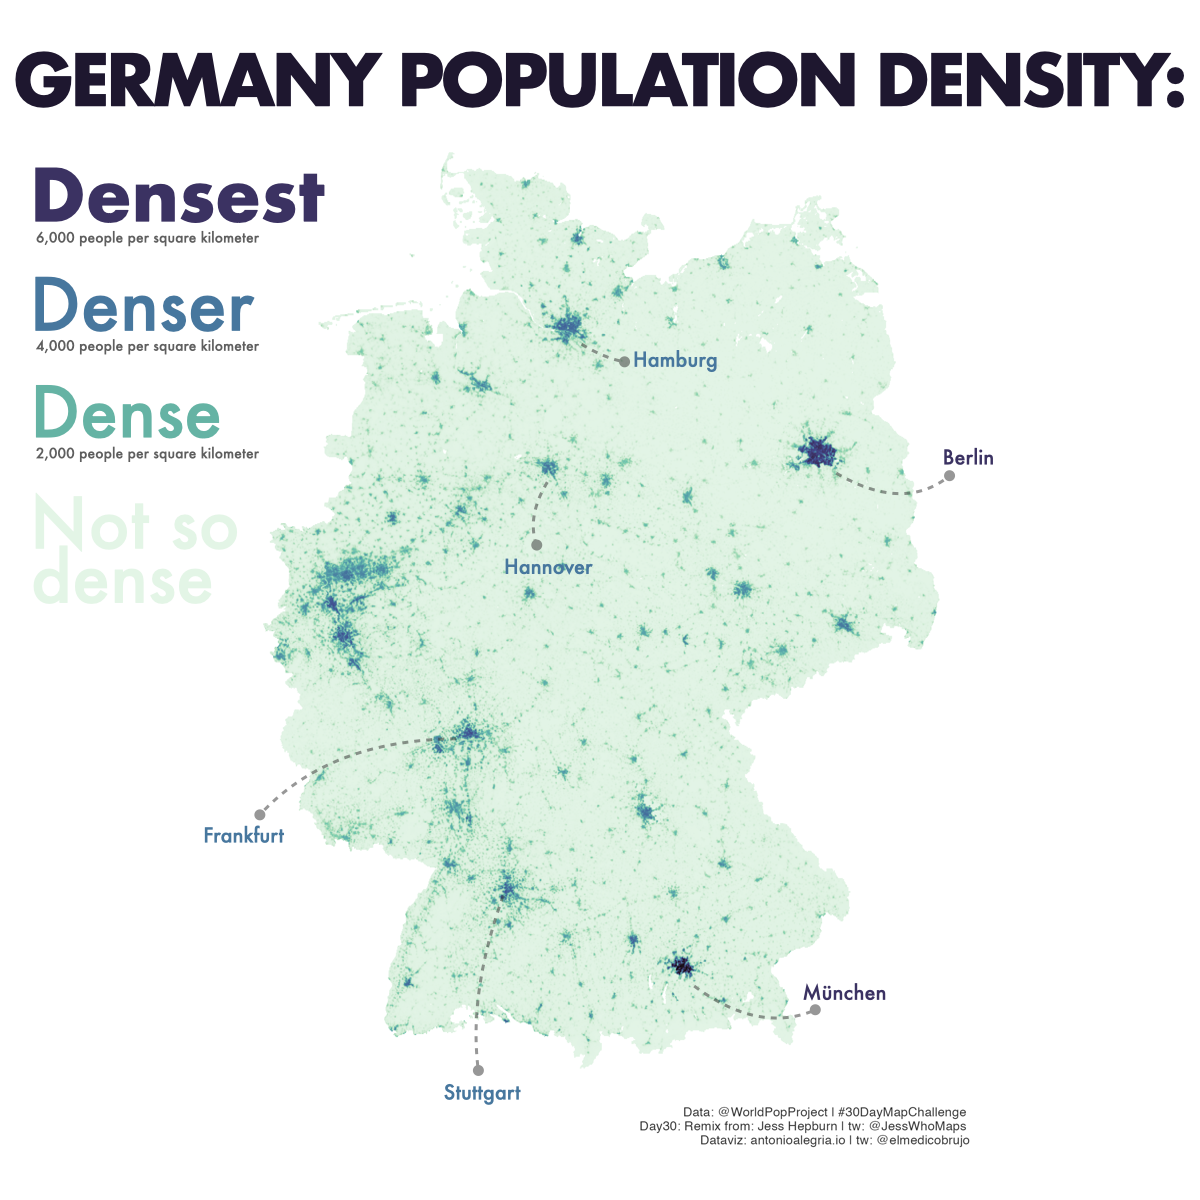 GERMANY POPULATION DENSITY:
Densest
6,000 people per square kilometer
Denser
4,000 people per square kilometer
Dense
2,000 people per square kilometer
Not so
dense
Hamburg
Berlin
Hannover
Frankfurt
München
Stuttgart
Data: @WorldPopProject | #30DayMapChallenge
Day30: Remix from: Jess Hepburn | tw: @JessWhoMaps
Dataviz: antonioalegria.io | tw: @elmedicobrujo